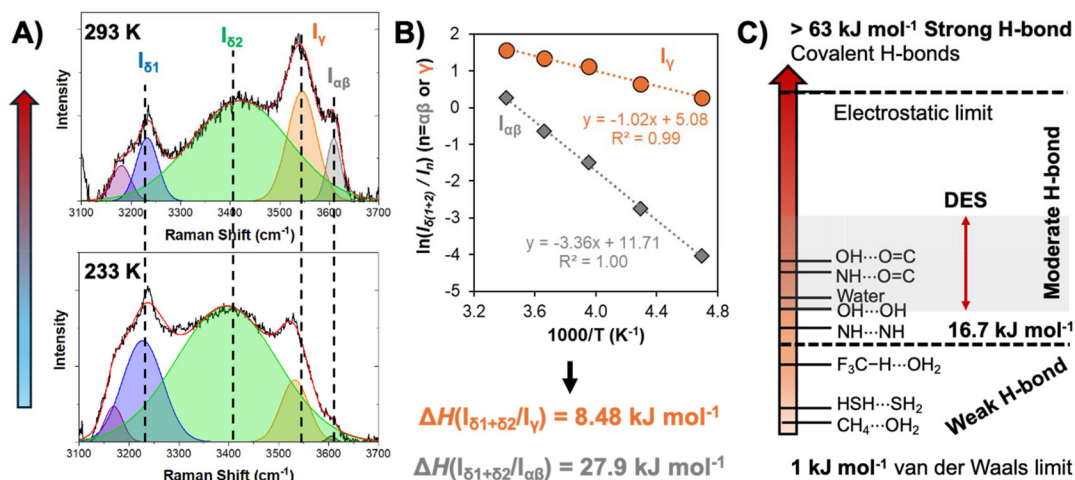 A)
293 K
Iδ1
Iδ2
Iγ
Iαβ
Intensity
3100 3200 3300 3400 3500 3600 3700
Raman Shift (cm⁻¹)
233 K
Intensity
3100 3200 3300 3400 3500 3600 3700
Raman Shift (cm⁻¹)
B)
ln(Iδ(1+2) / In) (n=αβ or γ)
2
1
0
-1
-2
-3
-4
-5
Iγ
y = -1.02x + 5.08
R² = 0.99
Iαβ
y = -3.36x + 11.71
R² = 1.00
3.2 3.6 4.0 4.4 4.8
1000/T (K⁻¹)
ΔH(Iδ1+δ2/Iγ) = 8.48 kJ mol⁻¹
ΔH(Iδ1+δ2/Iαβ) = 27.9 kJ mol⁻¹
C)
> 63 kJ mol⁻¹ Strong H-bond
Covalent H-bonds
Electrostatic limit
DES
Moderate H-bond
OH···O=C
NH···O=C
Water
OH···OH
NH···NH
16.7 kJ mol⁻¹
F₃C−H···OH₂
Weak H-bond
HSH···SH₂
CH₄···OH₂
1 kJ mol⁻¹ van der Waals limit